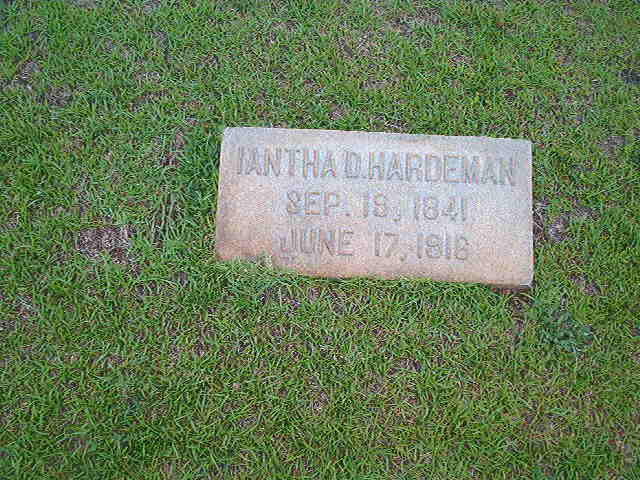 IANTHA D. HARDEMAN
SEP. 19, 1841
JUNE 17, 1916